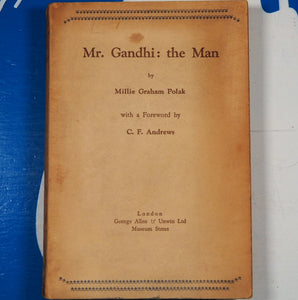 Mr. Gandhi: the Man
by
Millie Graham Polak
with a Foreword by
C. F. Andrews
London
George Allen & Unwin Ltd
Museum Street